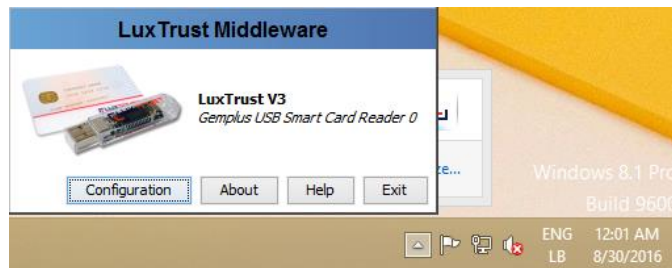 LuxTrust Middleware
LuxTrust V3
Gemplus USB Smart Card Reader 0
ze...
Configuration
About
Help
Exit
Windows 8.1 Pro
Build 9600
ENG
12:01 AM
LB
8/30/2016